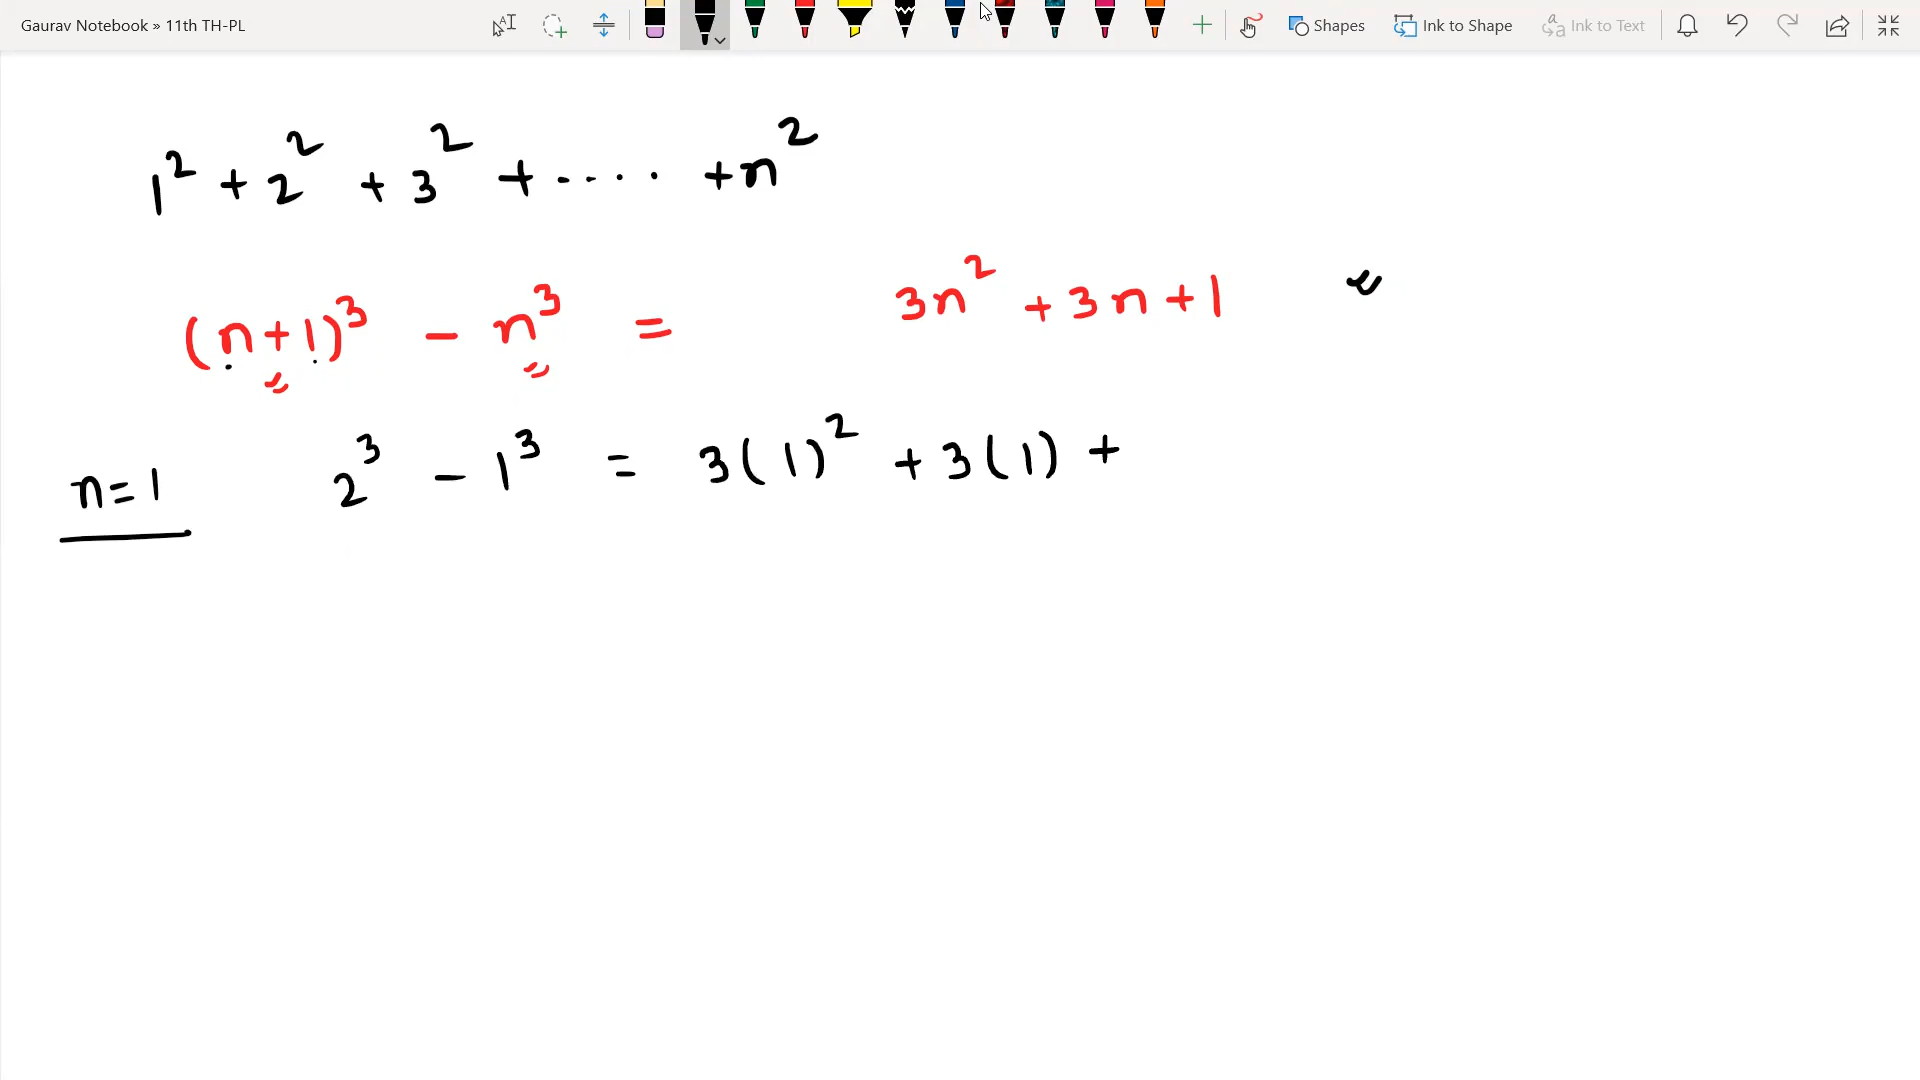 Gaurav Notebook » 11th TH-PL
Shapes
Ink to Shape
Ink to Text
1² + 2² + 3² + ····· + n²
(n+1)³ - n³ = 3n² + 3n + 1
n=1 2³ - 1³ = 3(1)² + 3(1) +